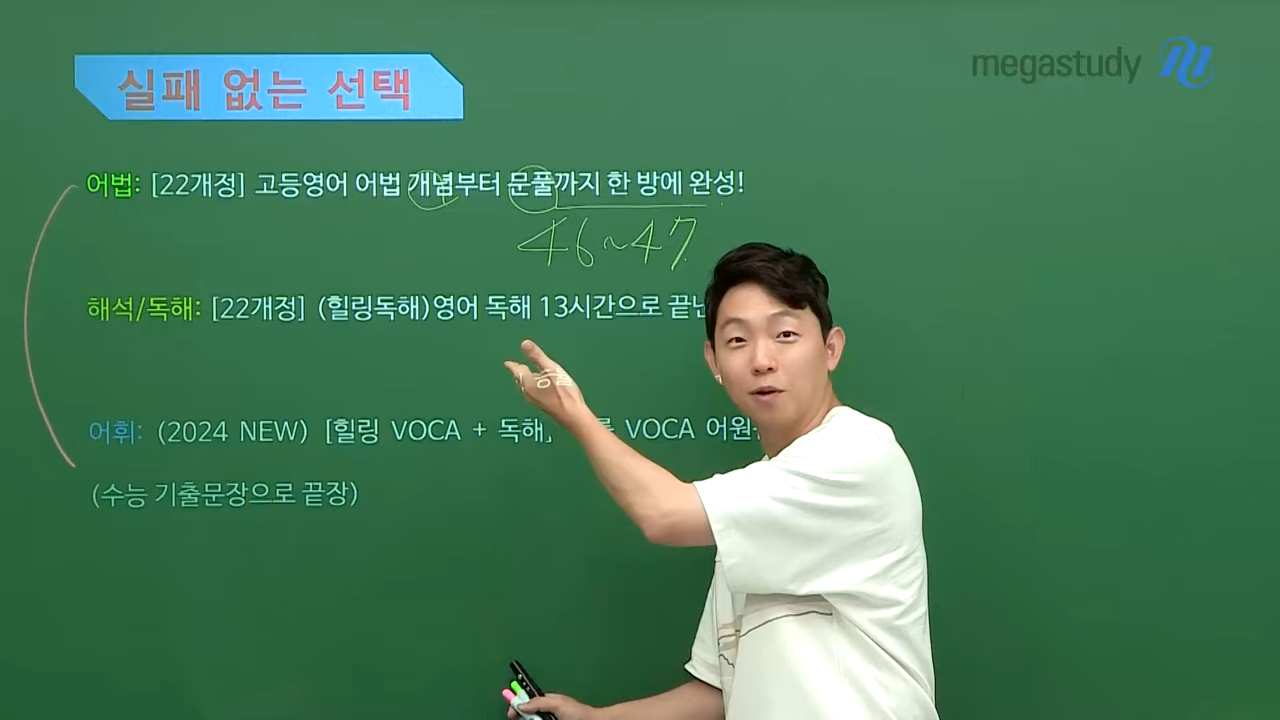 실패 없는 선택
megastudy
어법: [22개정] 고등영어 어법 개념부터 문풀까지 한 방에 완성!
46~47
해석/독해: [22개정] (힐링독해)영어 독해 13시간으로 끝난
어휘: (2024 NEW) [힐링 VOCA + 독해] VOCA 어원
(수능 기출문장으로 끝장)